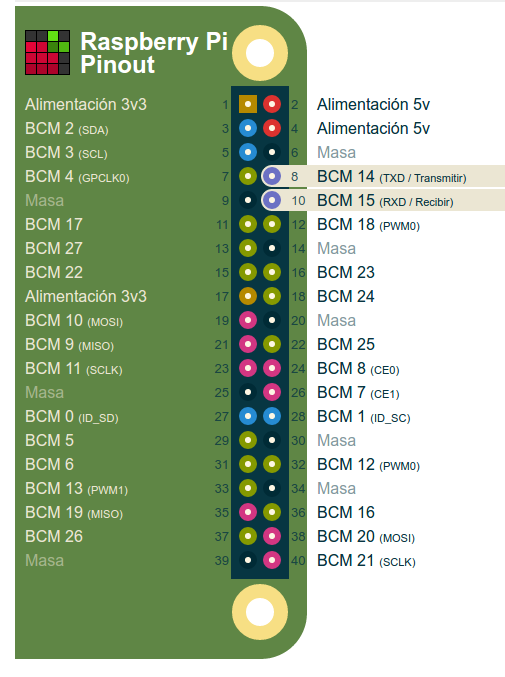 Raspberry Pi
Pinout
Alimentación 3v3 1 2 Alimentación 5v
BCM 2 (SDA) 3 4 Alimentación 5v
BCM 3 (SCL) 5 6 Masa
BCM 4 (GPCLK0) 7 8 BCM 14 (TXD / Transmitir)
Masa 9 10 BCM 15 (RXD / Recibir)
BCM 17 11 12 BCM 18 (PWM0)
BCM 27 13 14 Masa
BCM 22 15 16 BCM 23
Alimentación 3v3 17 18 BCM 24
BCM 10 (MOSI) 19 20 Masa
BCM 9 (MISO) 21 22 BCM 25
BCM 11 (SCLK) 23 24 BCM 8 (CE0)
Masa 25 26 BCM 7 (CE1)
BCM 0 (ID_SD) 27 28 BCM 1 (ID_SC)
BCM 5 29 30 Masa
BCM 6 31 32 BCM 12 (PWM0)
BCM 13 (PWM1) 33 34 Masa
BCM 19 (MISO) 35 36 BCM 16
BCM 26 37 38 BCM 20 (MOSI)
Masa 39 40 BCM 21 (SCLK)